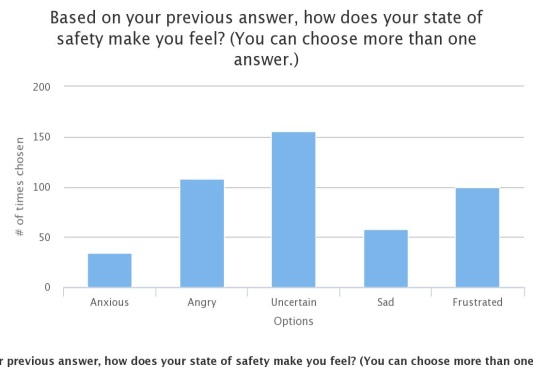 Based on your previous answer, how does your state of
safety make you feel? (You can choose more than one
answer.)
200
150
100
50
0
# of times chosen
Anxious
Angry
Uncertain
Sad
Frustrated
Options
r previous answer, how does your state of safety make you feel? (You can choose more than one